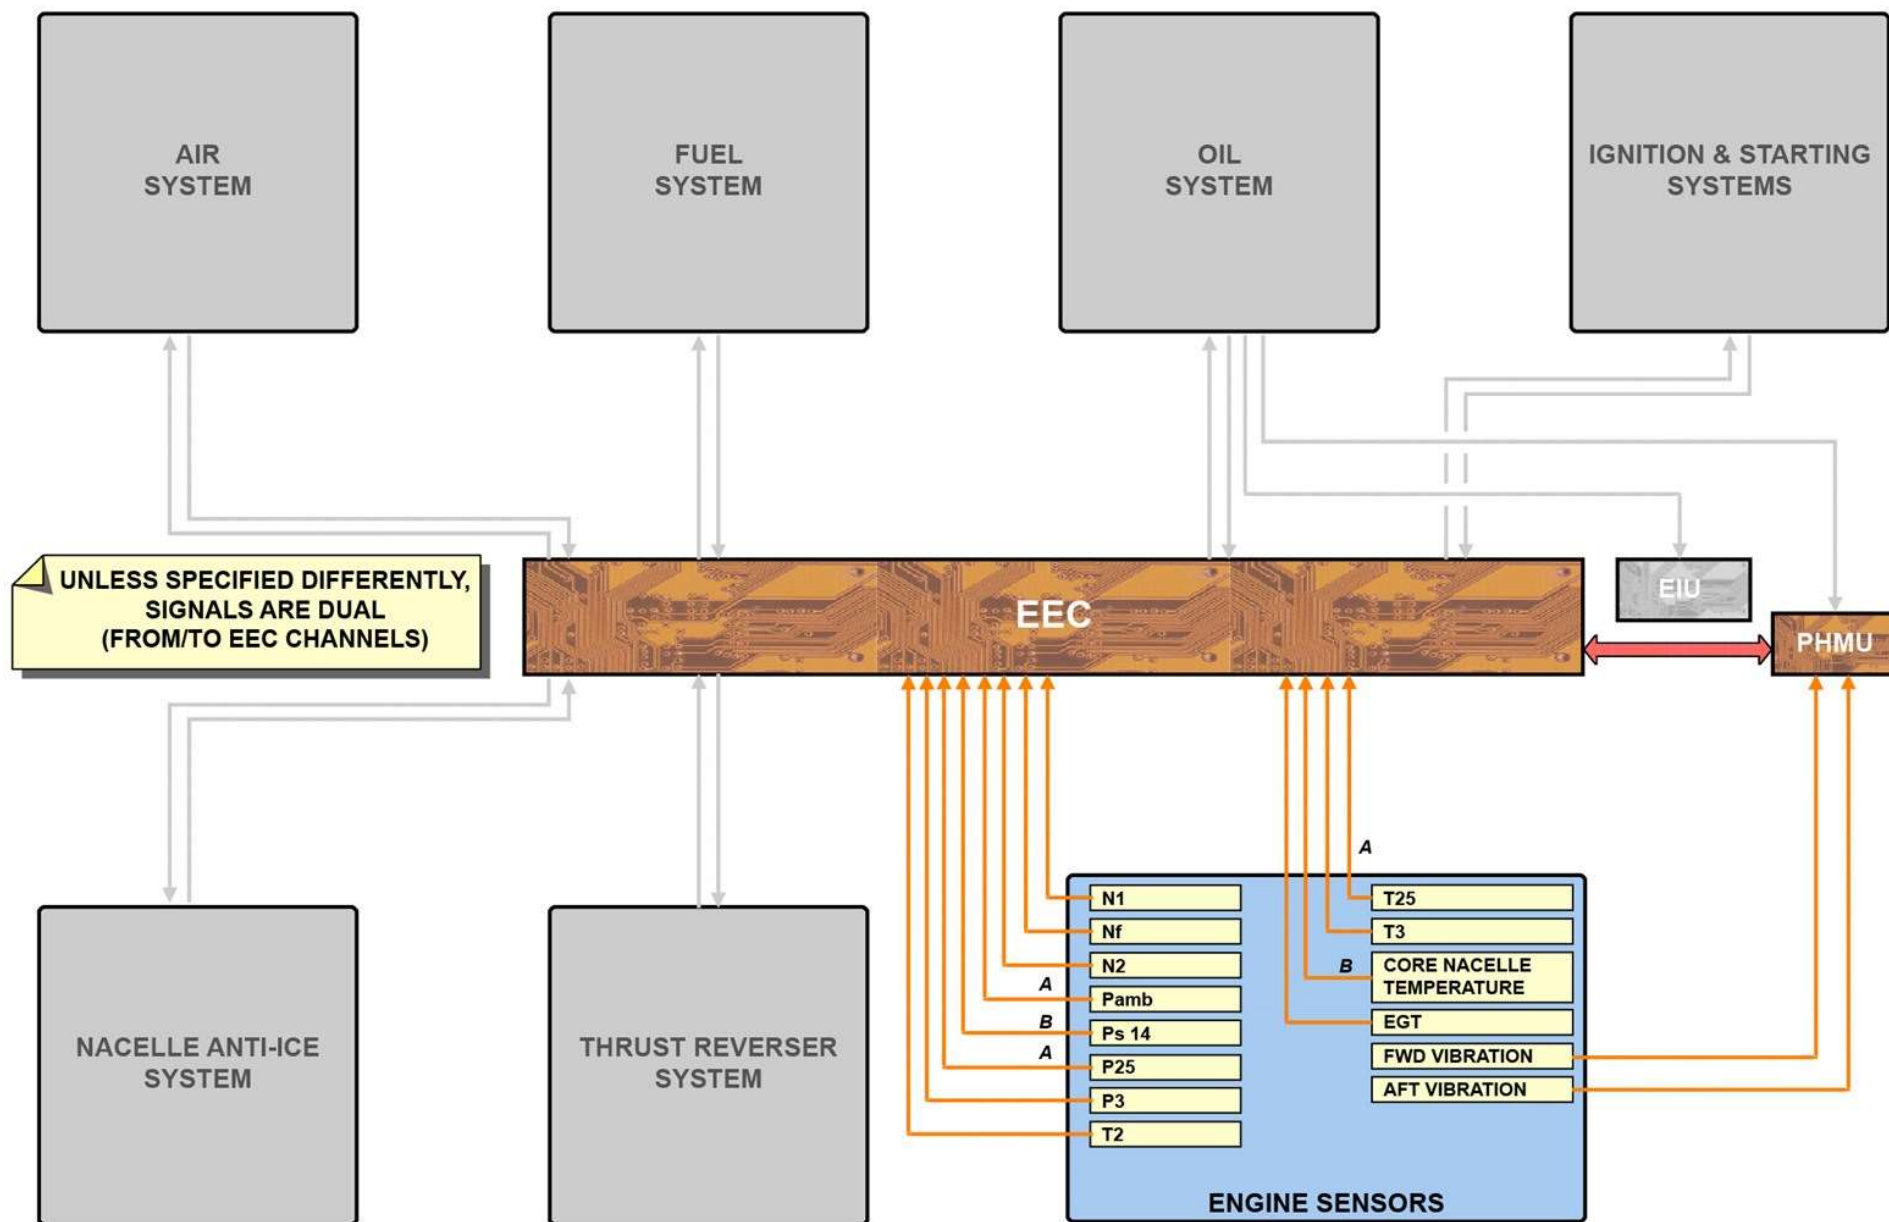 AIR
SYSTEM
FUEL
SYSTEM
OIL
SYSTEM
IGNITION & STARTING
SYSTEMS
UNLESS SPECIFIED DIFFERENTLY,
SIGNALS ARE DUAL
(FROM/TO EEC CHANNELS)
EEC
EIU
PHMU
NACELLE ANTI-ICE
SYSTEM
THRUST REVERSER
SYSTEM
N1
Nf
N2
A
Pamb
B
Ps 14
A
P25
P3
T2
A
T25
T3
B
CORE NACELLE
TEMPERATURE
EGT
FWD VIBRATION
AFT VIBRATION
ENGINE SENSORS